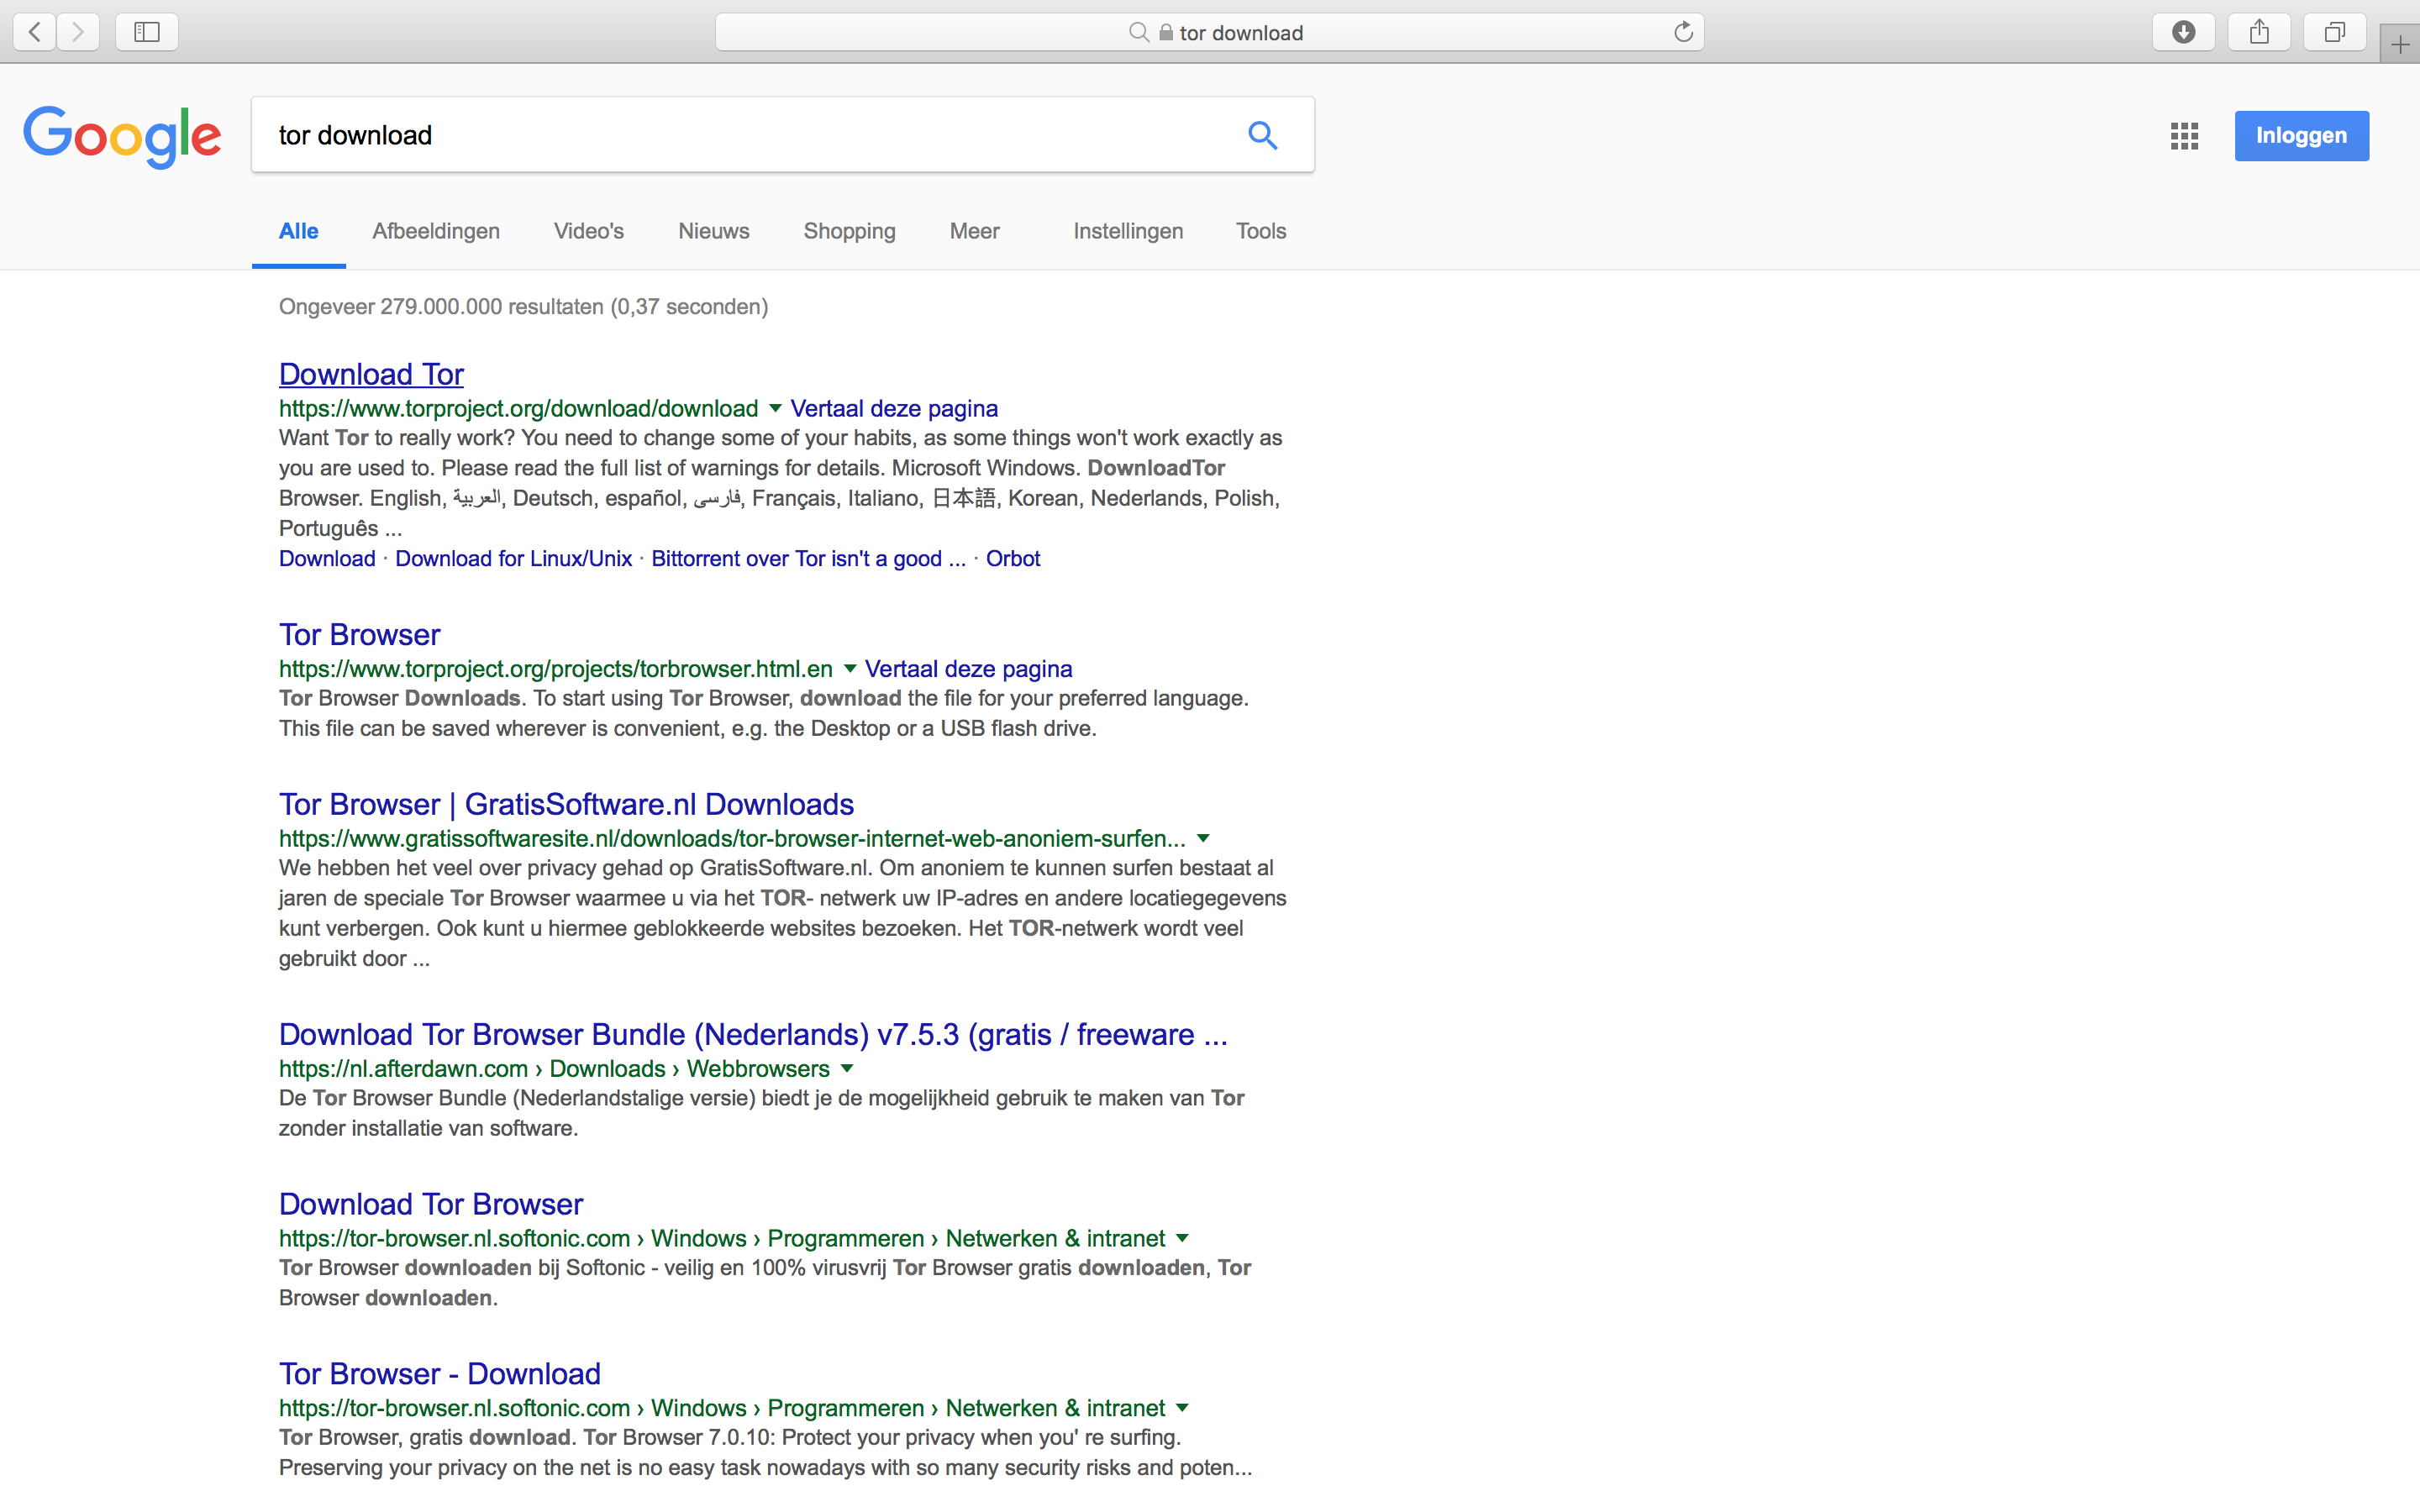 tor download
Google
tor download
Inloggen
Alle Afbeeldingen Video's Nieuws Shopping Meer Instellingen Tools
Ongeveer 279.000.000 resultaten (0,37 seconden)
Download Tor
https://www.torproject.org/download/download Vertaal deze pagina
Want Tor to really work? You need to change some of your habits, as some things won't work exactly as
you are used to. Please read the full list of warnings for details. Microsoft Windows. DownloadTor
Browser. English, العربية, Deutsch, español, فارسی, Français, Italiano, 日本語, Korean, Nederlands, Polish,
Português ...
Download · Download for Linux/Unix · Bittorrent over Tor isn't a good ... · Orbot
Tor Browser
https://www.torproject.org/projects/torbrowser.html.en Vertaal deze pagina
Tor Browser Downloads. To start using Tor Browser, download the file for your preferred language.
This file can be saved wherever is convenient, e.g. the Desktop or a USB flash drive.
Tor Browser | GratisSoftware.nl Downloads
https://www.gratissoftwaresite.nl/downloads/tor-browser-internet-web-anoniem-surfen...
We hebben het veel over privacy gehad op GratisSoftware.nl. Om anoniem te kunnen surfen bestaat al
jaren de speciale Tor Browser waarmee u via het TOR- netwerk uw IP-adres en andere locatiegegevens
kunt verbergen. Ook kunt u hiermee geblokkeerde websites bezoeken. Het TOR-netwerk wordt veel
gebruikt door ...
Download Tor Browser Bundle (Nederlands) v7.5.3 (gratis / freeware ...
https://nl.afterdawn.com › Downloads › Webbrowsers
De Tor Browser Bundle (Nederlandstalige versie) biedt je de mogelijkheid gebruik te maken van Tor
zonder installatie van software.
Download Tor Browser
https://tor-browser.nl.softonic.com › Windows › Programmeren › Netwerken & intranet
Tor Browser downloaden bij Softonic - veilig en 100% virusvrij Tor Browser gratis downloaden, Tor
Browser downloaden.
Tor Browser - Download
https://tor-browser.nl.softonic.com › Windows › Programmeren › Netwerken & intranet
Tor Browser, gratis download. Tor Browser 7.0.10: Protect your privacy when you' re surfing.
Preserving your privacy on the net is no easy task nowadays with so many security risks and poten...